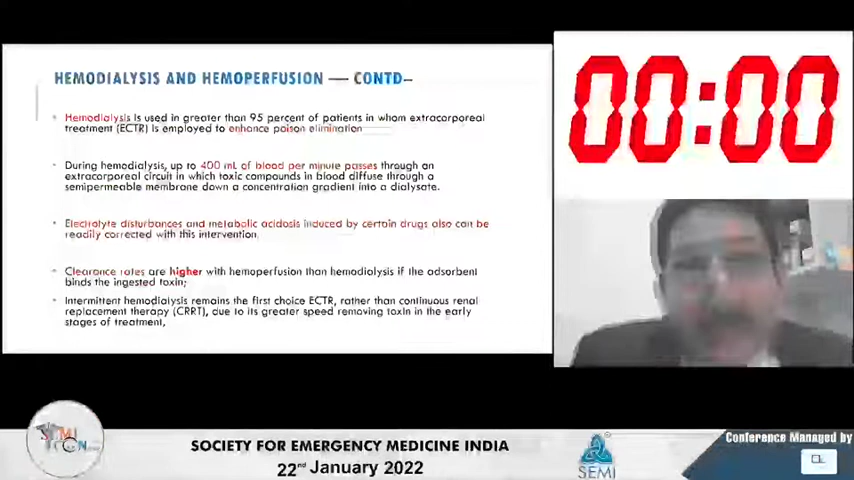 HEMODIALYSIS AND HEMOPERFUSION — CONTD–
Hemodialysis is used in greater than 95 percent of patients in whom extracorporeal
treatment (ECTR) is employed to enhance poison elimination
During hemodialysis, up to 400 mL of blood per minute passes through an
extracorporeal circuit in which toxic compounds in blood diffuse through a
semipermeable membrane down a concentration gradient into a dialysate.
Electrolyte disturbances and metabolic acidosis induced by certain drugs also can be
readily corrected with this intervention.
Clearance rates are higher with hemoperfusion than hemodialysis if the adsorbent
binds the ingested toxin;
Intermittent hemodialysis remains the first choice ECTR, rather than continuous renal
replacement therapy (CRRT), due to its greater speed removing toxin in the early
stages of treatment,
00:00
SOCIETY FOR EMERGENCY MEDICINE INDIA
22nd January 2022
SEMI
Conference Managed by